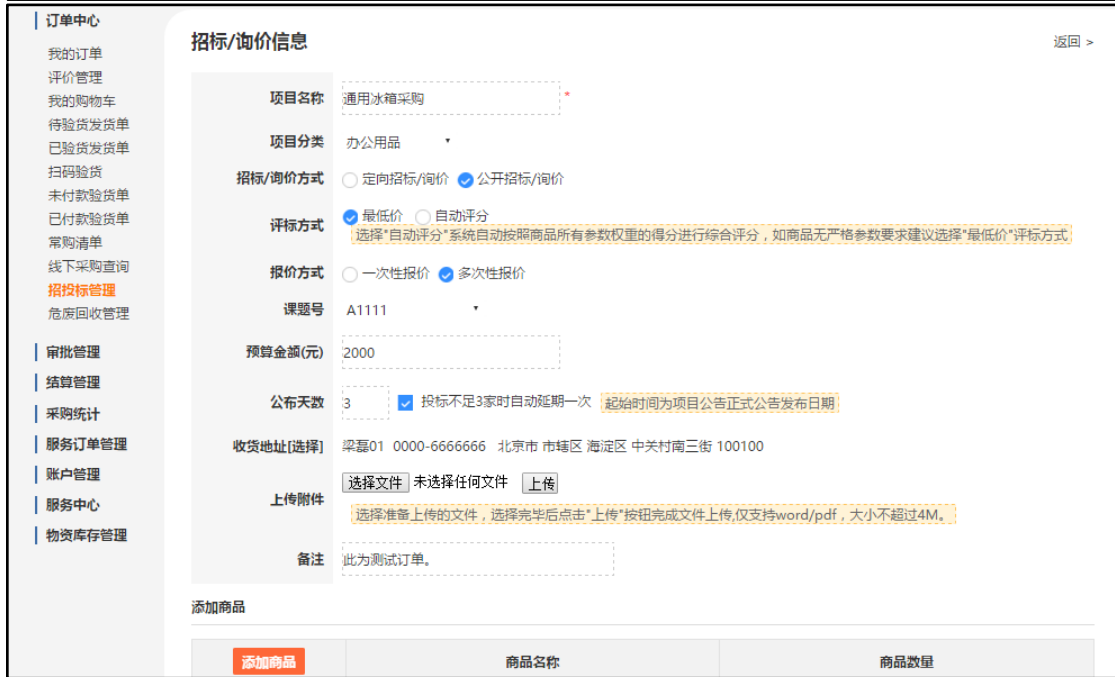 订单中心
我的订单
评价管理
我的购物车
待验货发货单
已验货发货单
扫码验货
未付款验货单
已付款验货单
常购清单
线下采购查询
招投标管理
危废回收管理
审批管理
结算管理
采购统计
服务订单管理
账户管理
服务中心
物资库存管理
招标/询价信息 返回 >
项目名称 通用冰箱采购 *
项目分类 办公用品
招标/询价方式 定向招标/询价 公开招标/询价
评标方式 最低价 自动评分
选择"自动评分"系统自动按照商品所有参数权重的得分进行综合评分，如商品无严格参数要求建议选择"最低价"评标方式
报价方式 一次性报价 多次性报价
课题号 A1111
预算金额(元) 2000
公布天数 3 投标不足3家时自动延期一次 起始时间为项目公告正式公告发布日期
收货地址[选择] 梁磊01 0000-6666666 北京市 市辖区 海淀区 中关村南三街 100100
上传附件 选择文件 未选择任何文件 上传
选择准备上传的文件，选择完毕后点击"上传"按钮完成文件上传,仅支持word/pdf，大小不超过4M。
备注 此为测试订单。
添加商品
添加商品 商品名称 商品数量